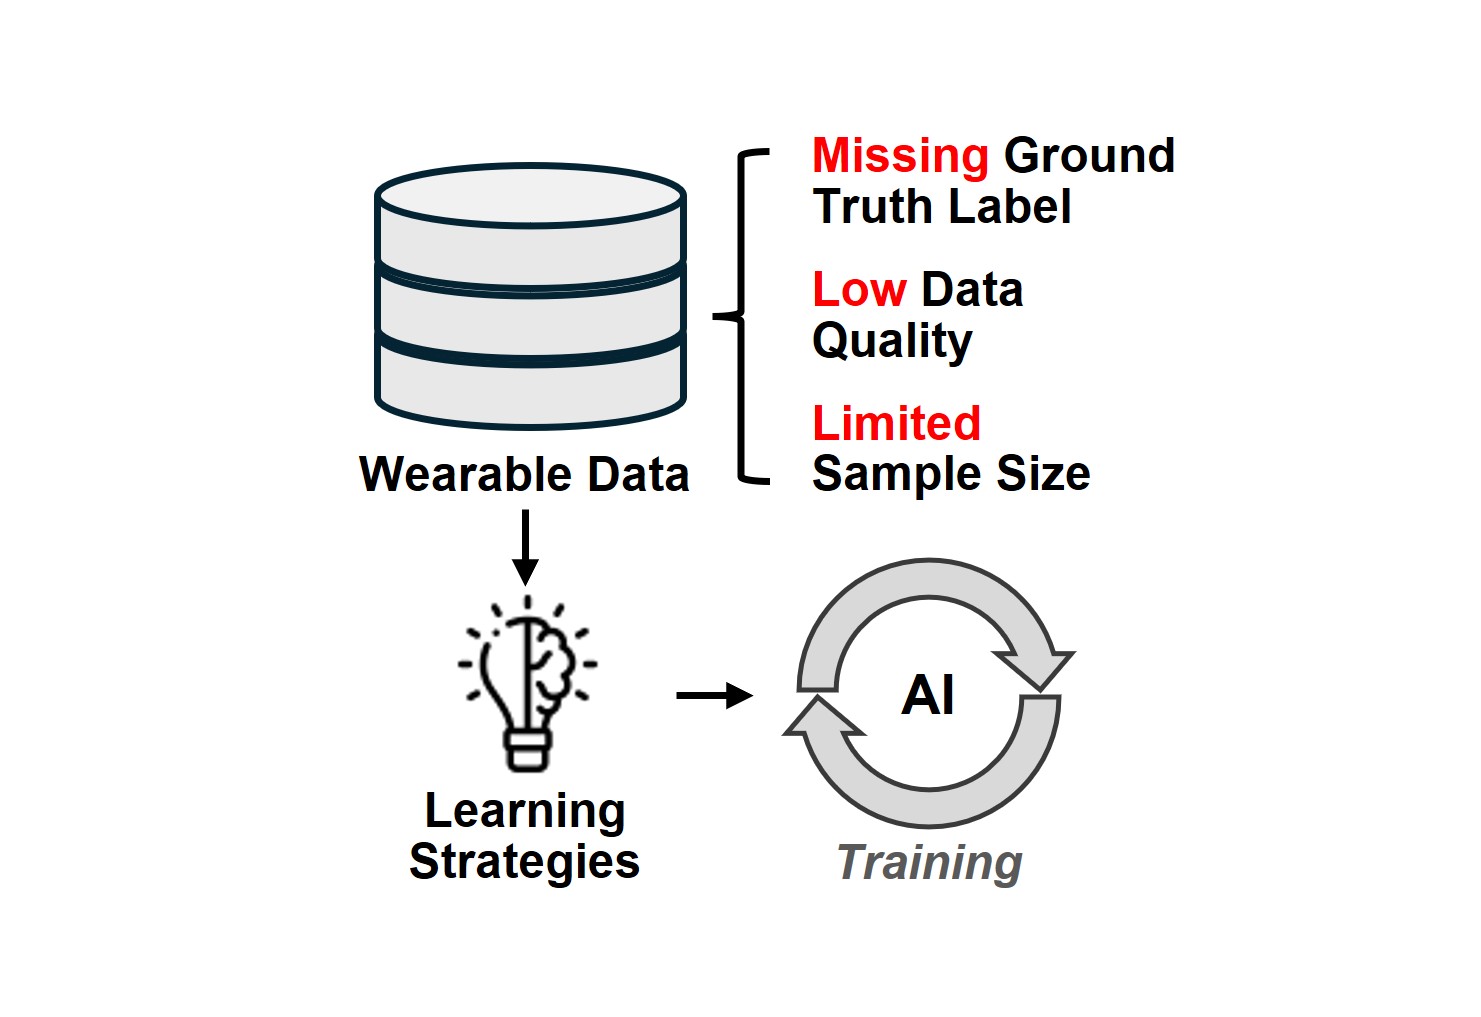 Missing Ground
Truth Label
Low Data
Quality
Limited
Sample Size
Wearable Data
Learning
Strategies
AI
Training